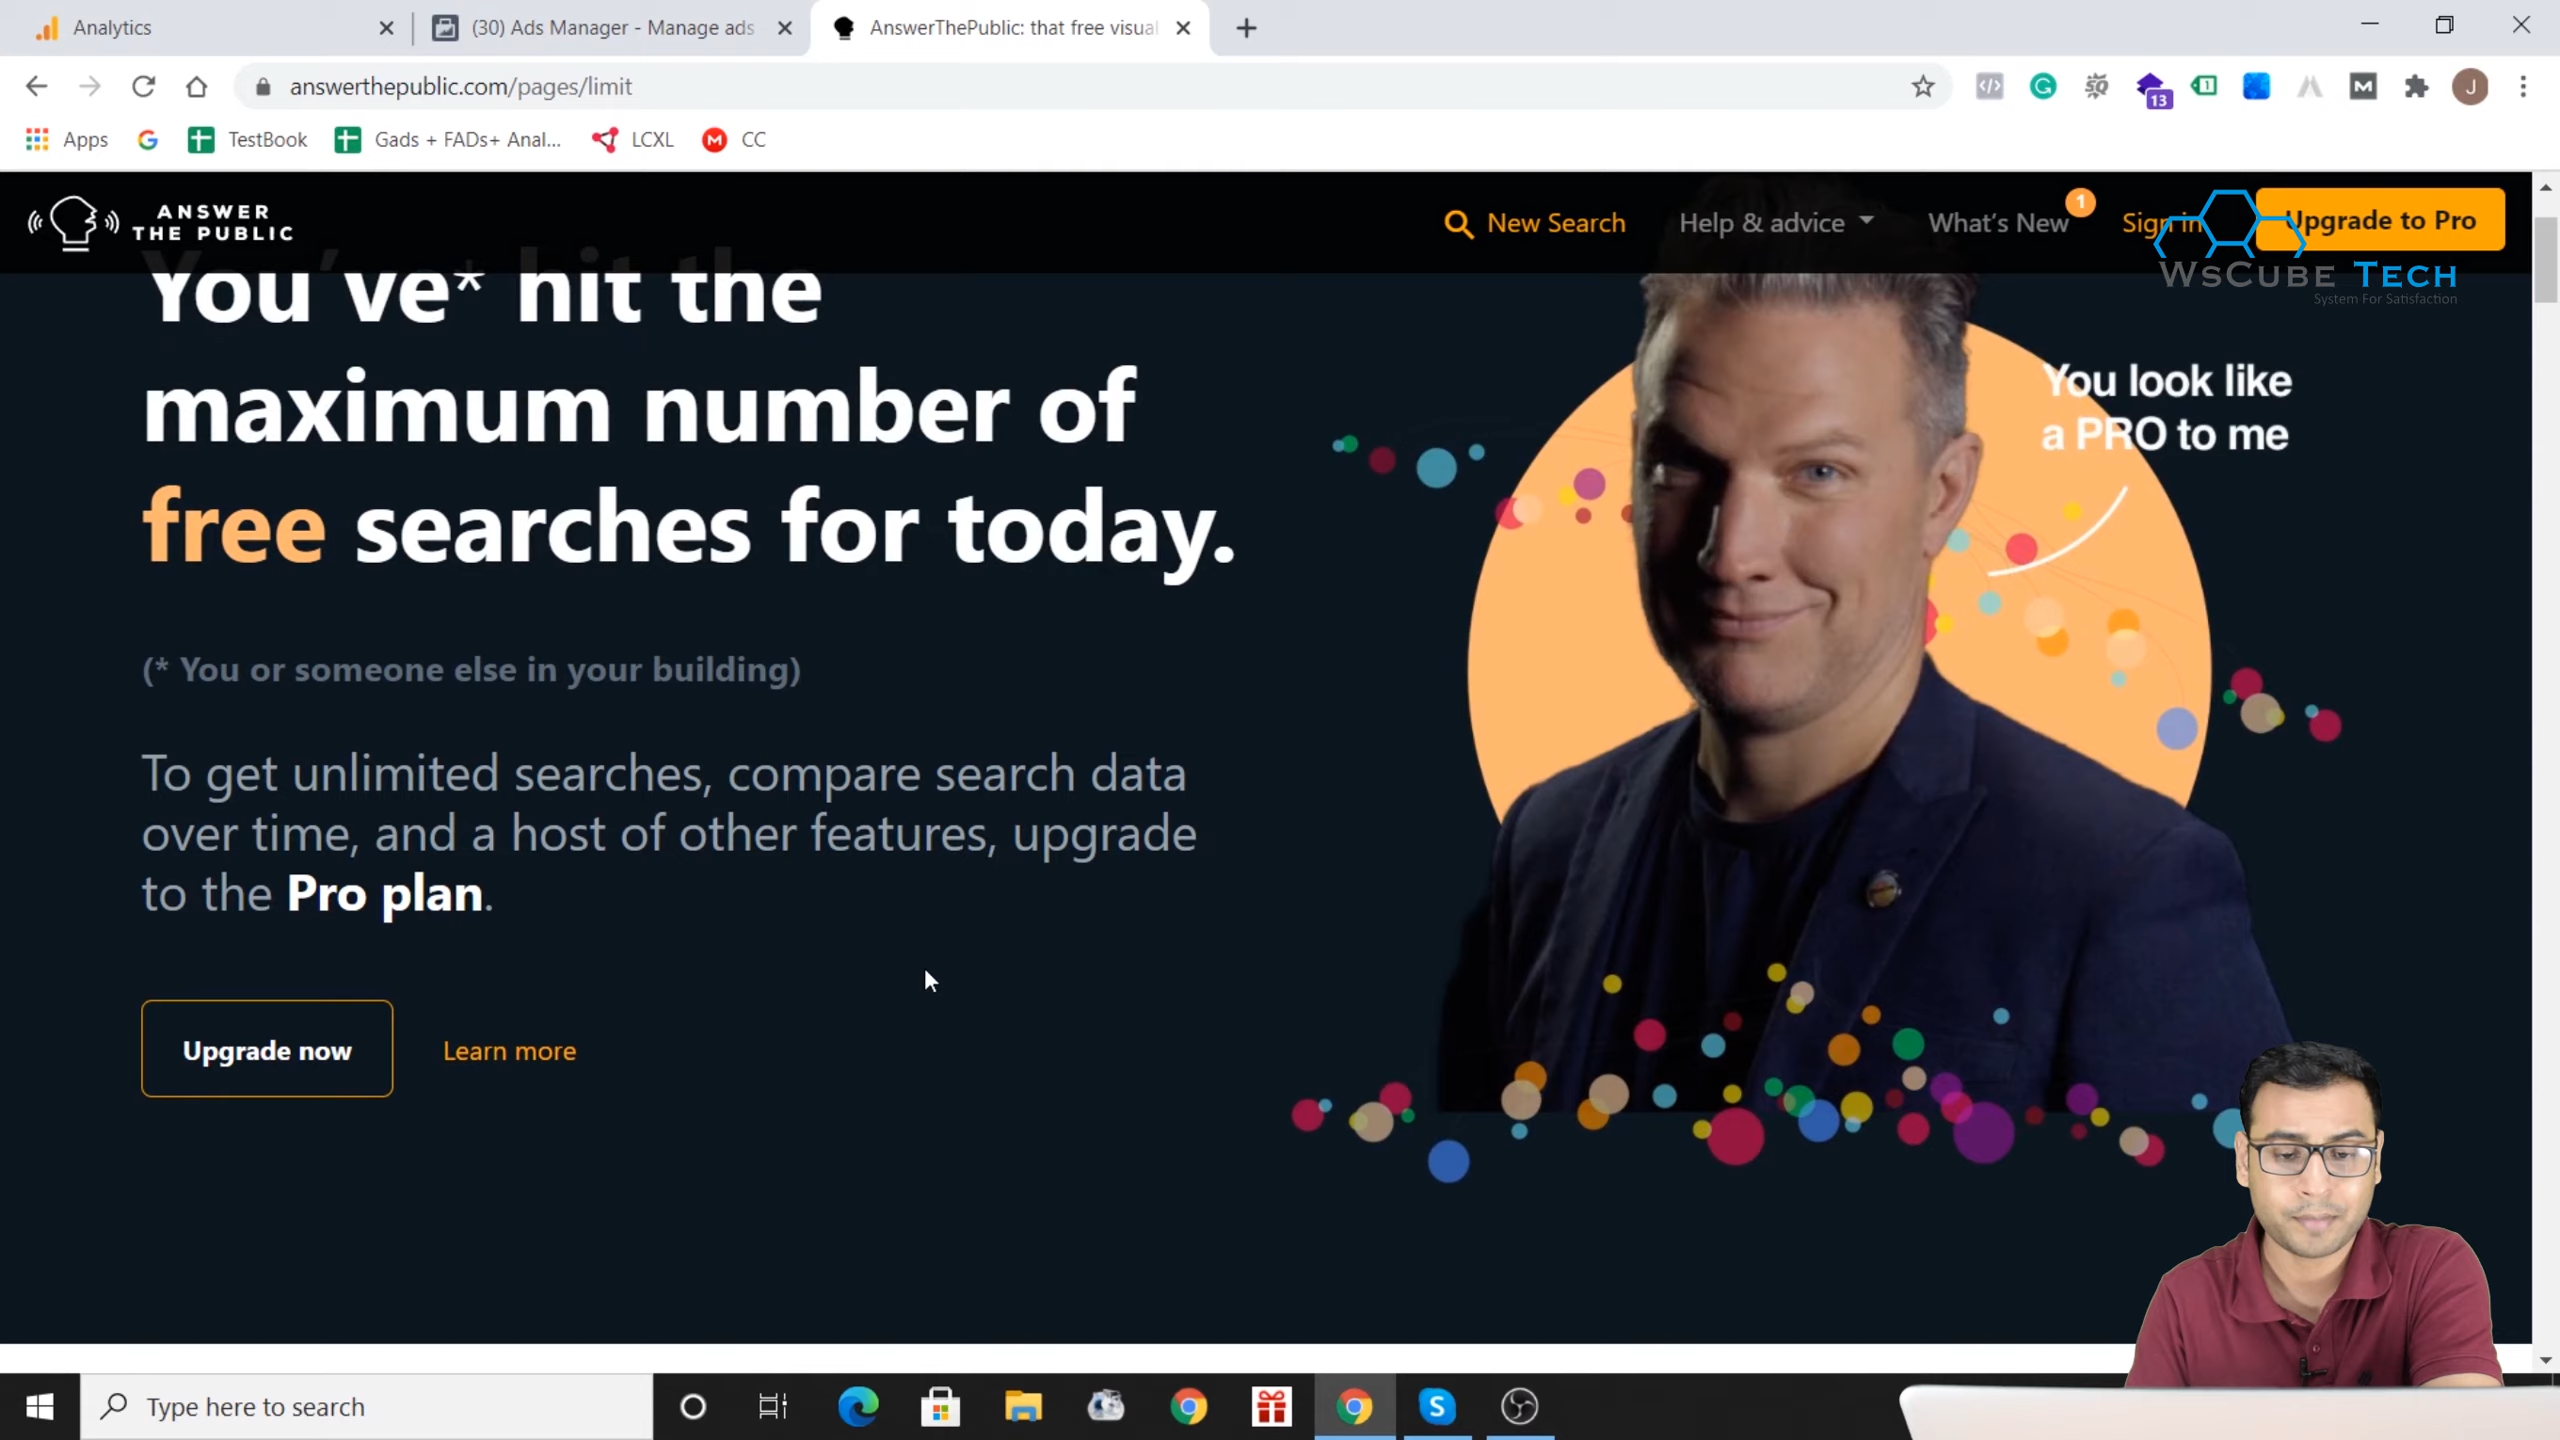 Analytics
(30) Ads Manager - Manage ads
AnswerThePublic: that free visual
answerthepublic.com/pages/limit
13
1
J
Apps
TestBook
Gads + FADs+ Anal...
LCXL
CC
ANSWER
THE PUBLIC
New Search
Help & advice
What's New
1
Sign in
Upgrade to Pro
WsCube Tech
System For Satisfaction
You've* hit the
maximum number of
free searches for today.
(* You or someone else in your building)
To get unlimited searches, compare search data
over time, and a host of other features, upgrade
to the Pro plan.
Upgrade now
Learn more
You look like
a PRO to me
Type here to search